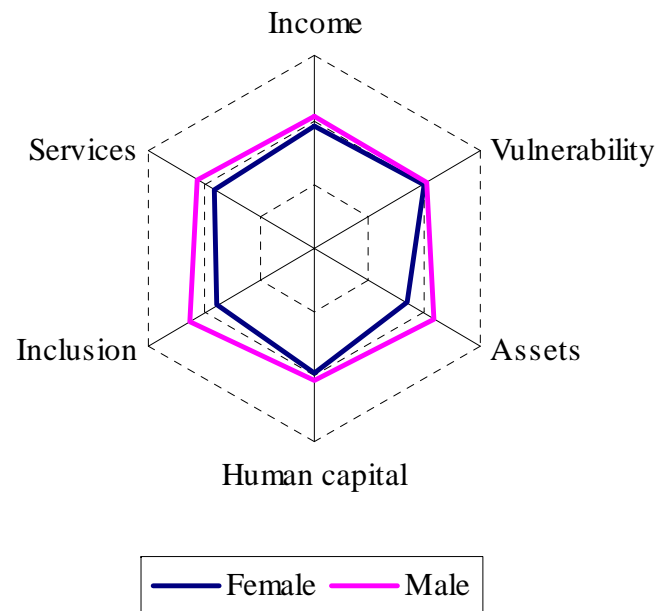 Income
Services
Vulnerability
Inclusion
Assets
Human capital
Female
Male